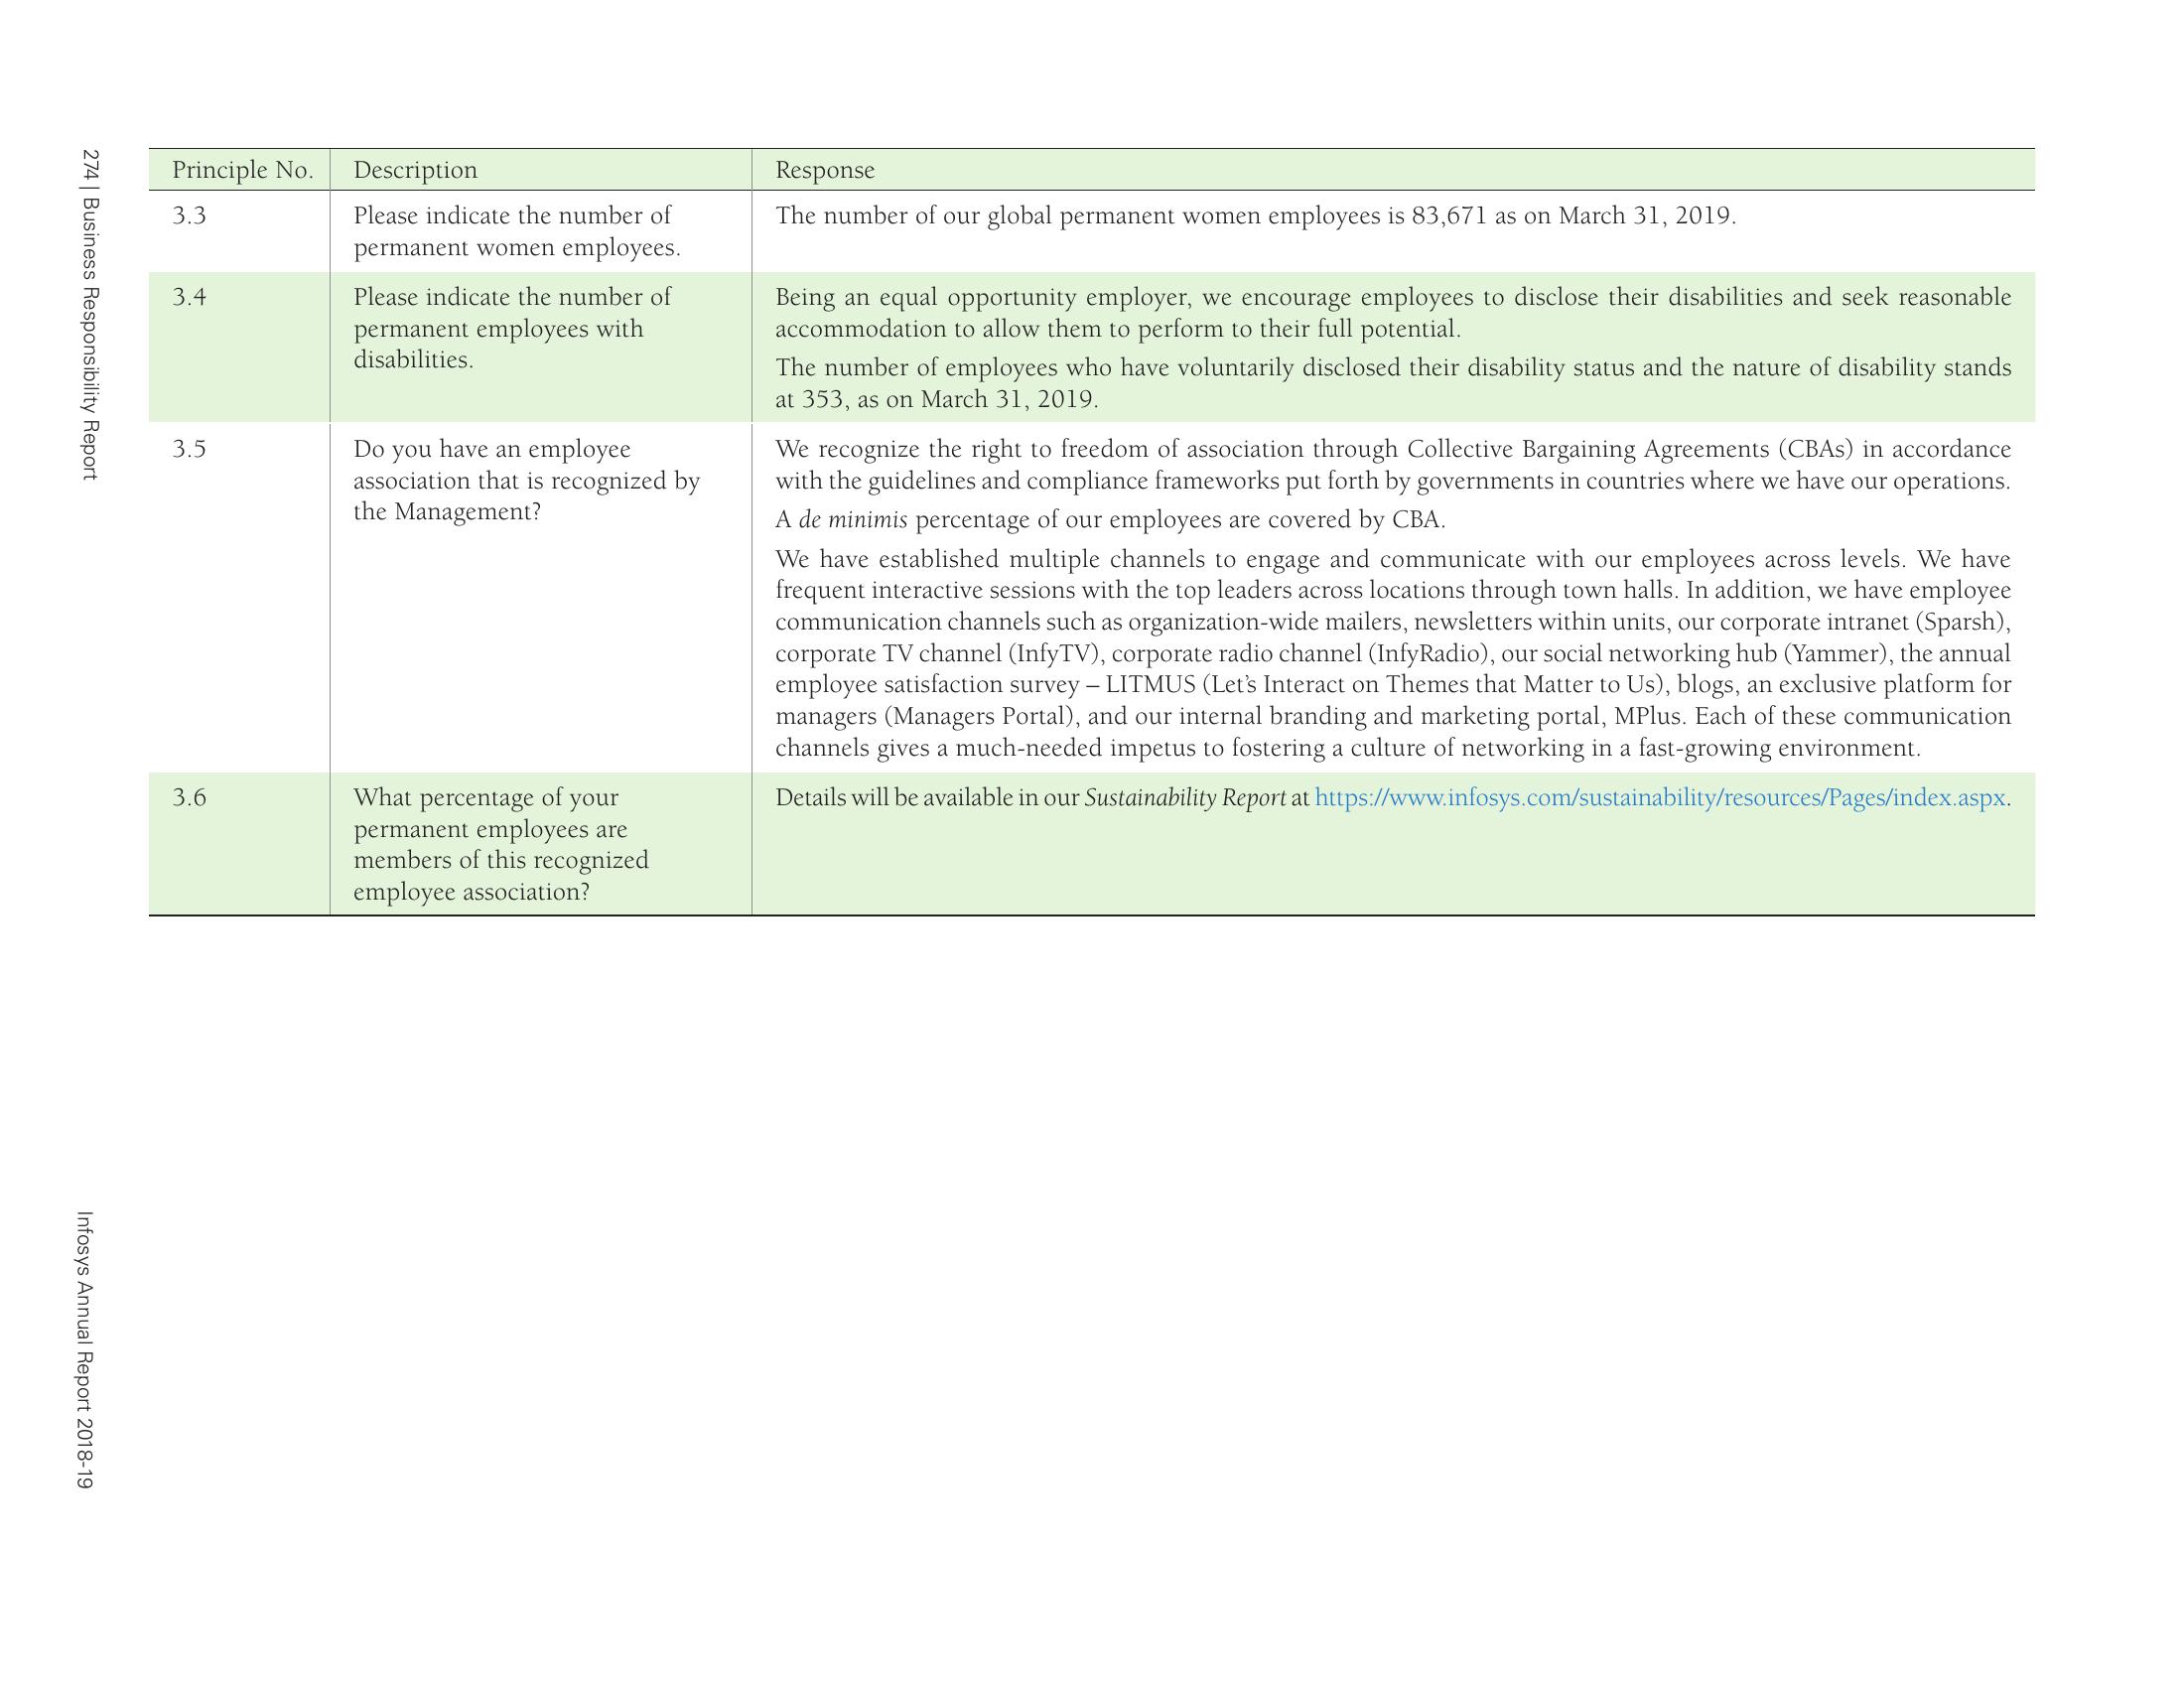 274 | Business Responsibility Report
Infosys Annual Report 2018-19
Principle No.
Description
Response
3.3
Please indicate the number of
permanent women employees.
The number of our global permanent women employees is 83,671 as on March 31, 2019.
3.4
Please indicate the number of
permanent employees with
disabilities.
Being an equal opportunity employer, we encourage employees to disclose their disabilities and seek reasonable
accommodation to allow them to perform to their full potential.
The number of employees who have voluntarily disclosed their disability status and the nature of disability stands
at 353, as on March 31, 2019.
3.5
Do you have an employee
association that is recognized by
the Management?
We recognize the right to freedom of association through Collective Bargaining Agreements (CBAs) in accordance
with the guidelines and compliance frameworks put forth by governments in countries where we have our operations.
A de minimis percentage of our employees are covered by CBA.
We have established multiple channels to engage and communicate with our employees across levels. We have
frequent interactive sessions with the top leaders across locations through town halls. In addition, we have employee
communication channels such as organization-wide mailers, newsletters within units, our corporate intranet (Sparsh),
corporate TV channel (InfyTV), corporate radio channel (InfyRadio), our social networking hub (Yammer), the annual
employee satisfaction survey – LITMUS (Let’s Interact on Themes that Matter to Us), blogs, an exclusive platform for
managers (Managers Portal), and our internal branding and marketing portal, MPlus. Each of these communication
channels gives a much-needed impetus to fostering a culture of networking in a fast-growing environment.
3.6
What percentage of your
permanent employees are
members of this recognized
employee association?
Details will be available in our Sustainability Report at https://www.infosys.com/sustainability/resources/Pages/index.aspx.